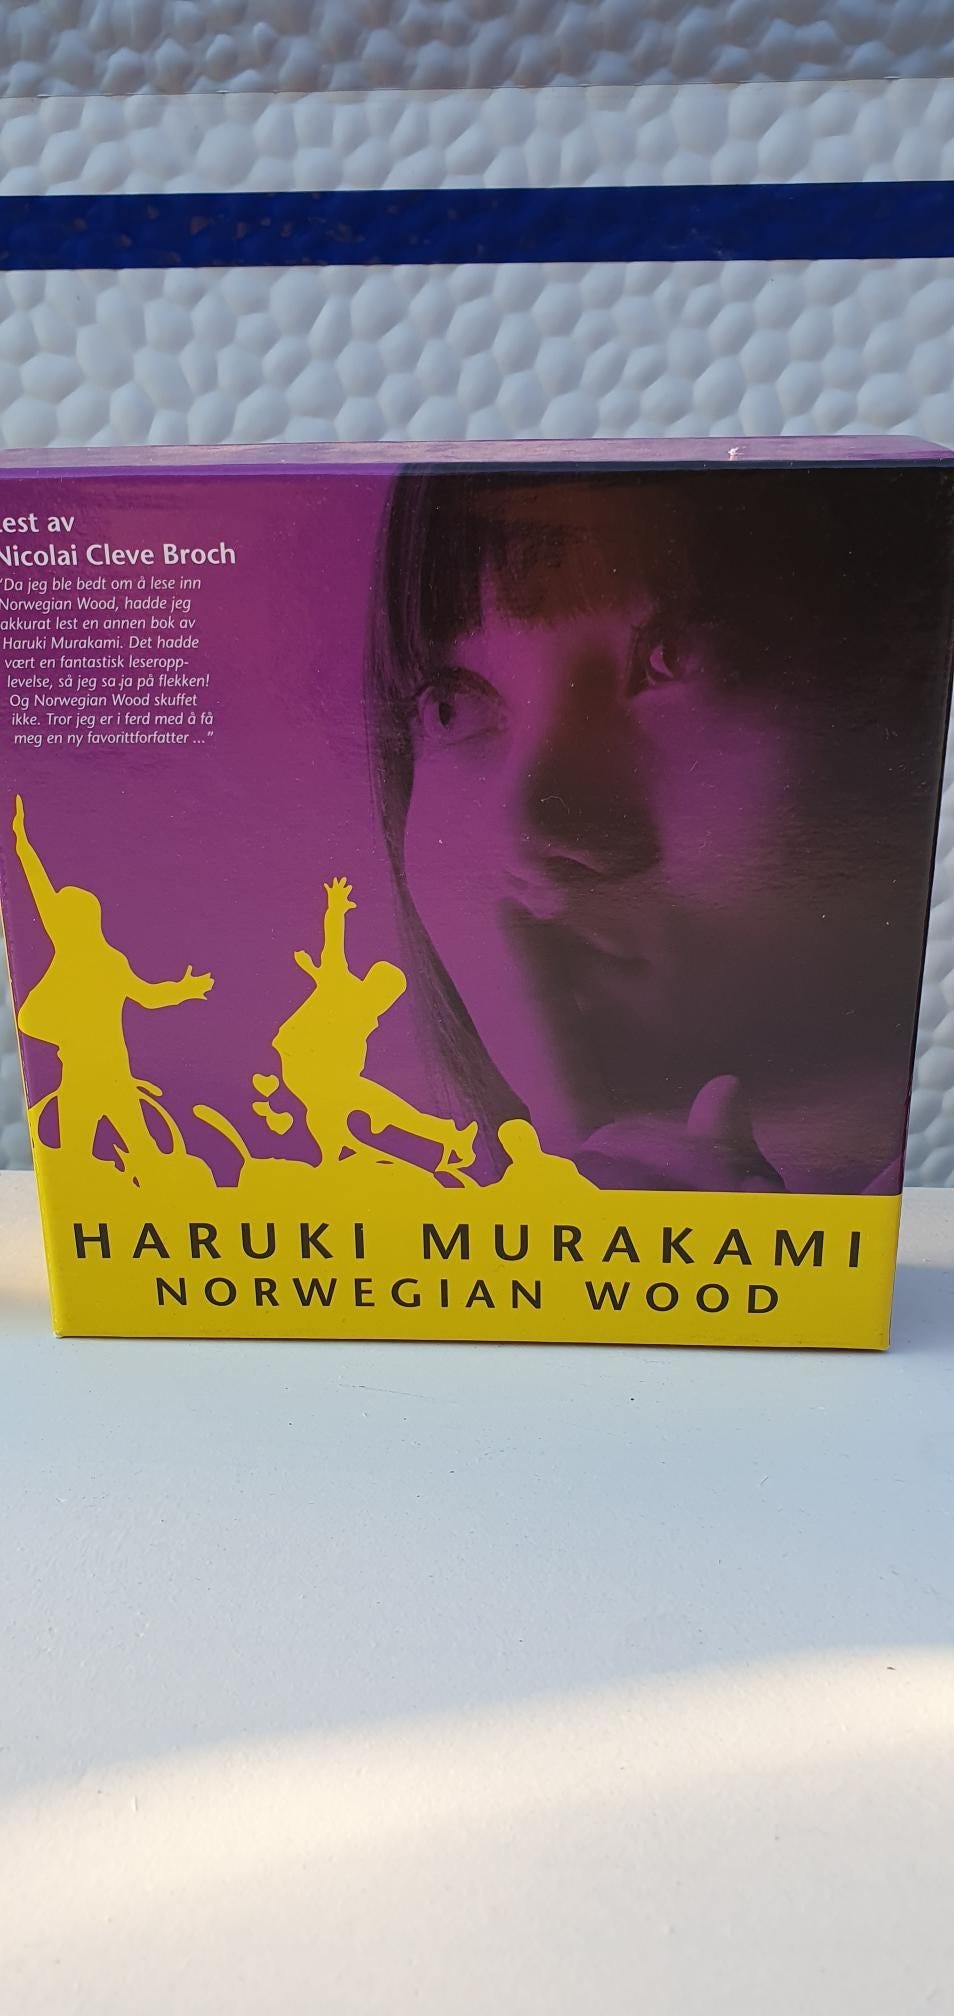 Lest av
Nicolai Cleve Broch
"Da jeg ble bedt om å lese inn
Norwegian Wood, hadde jeg
akkurat lest en annen bok av
Haruki Murakami. Det hadde
vært en fantastisk leseropp-
levelse, så jeg sa ja på flekken!
Og Norwegian Wood skuffet
ikke. Tror jeg er i ferd med å få
meg en ny favorittforfatter ..."
HARUKI MURAKAMI
NORWEGIAN WOOD